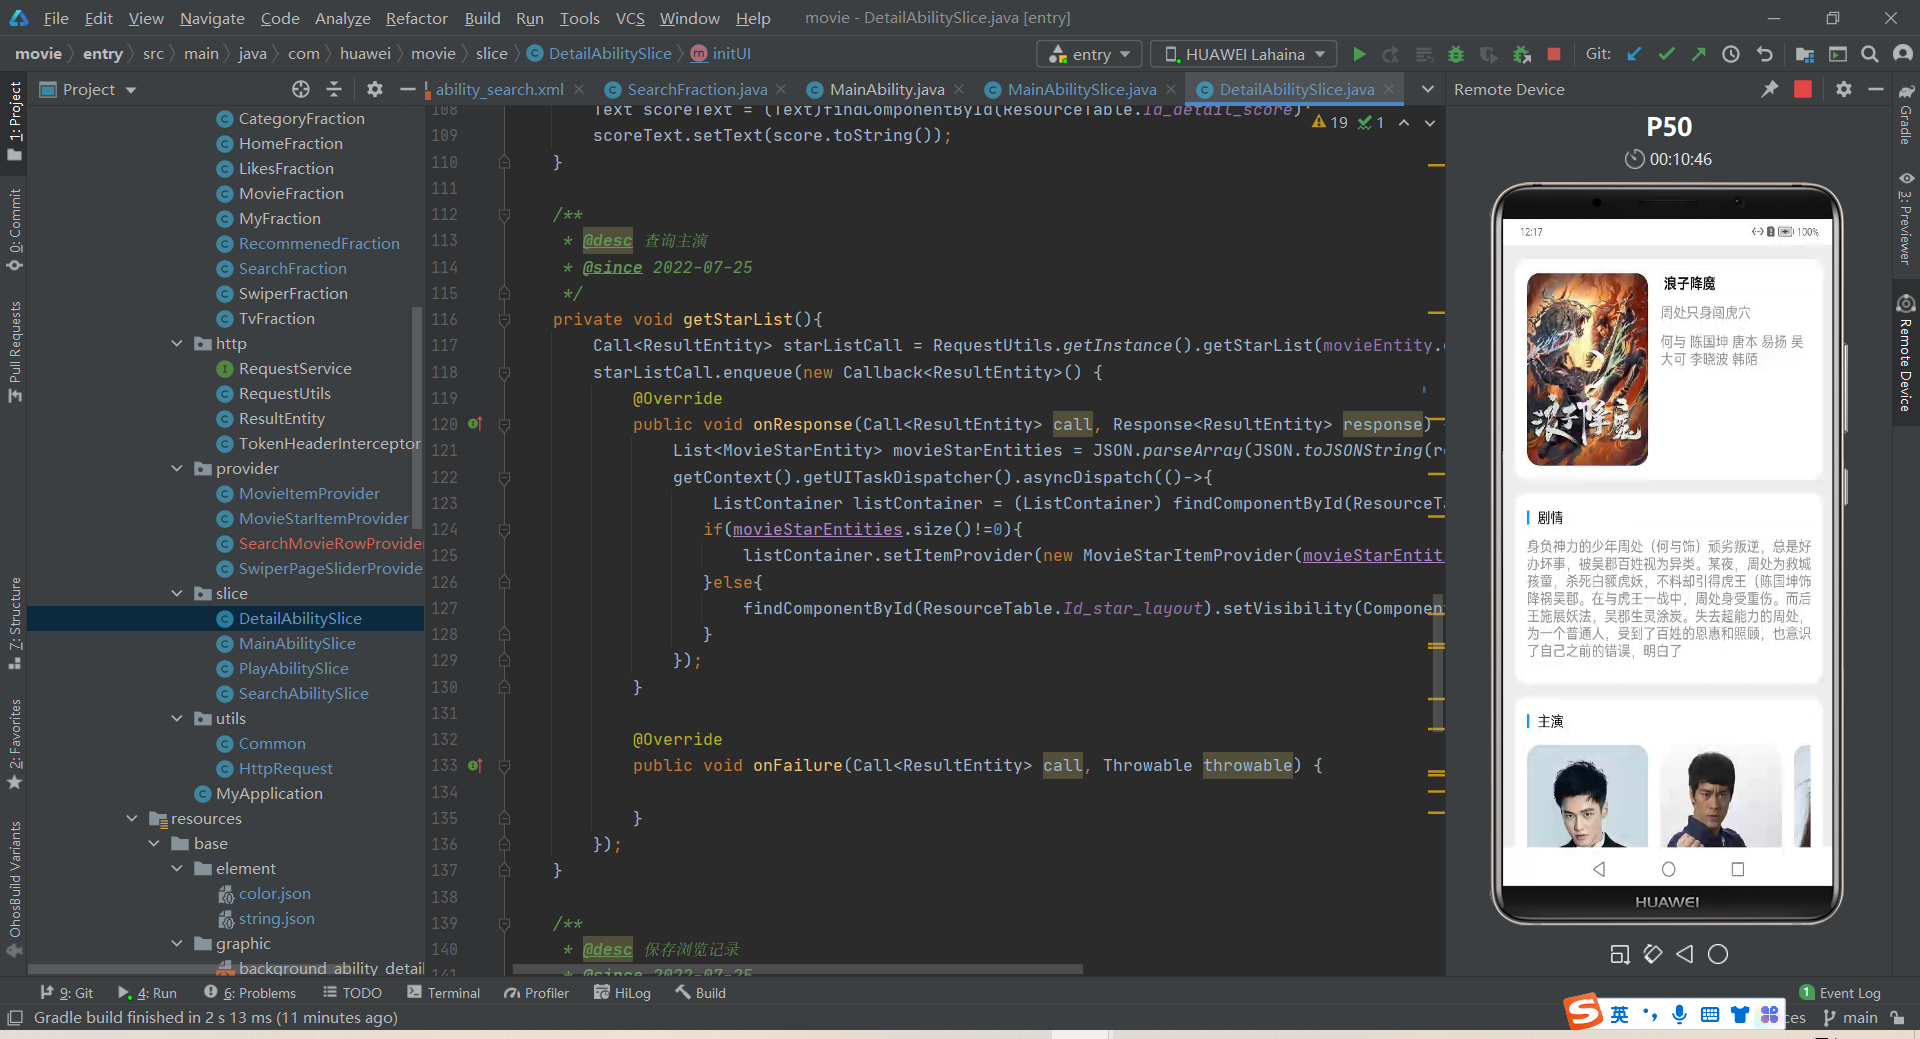 File Edit View Navigate Code Analyze Refactor Build Run Tools VCS Window Help movie - DetailAbilitySlice.java [entry]
movie entry src main java com huawei movie slice DetailAbilitySlice initUI entry HUAWEI Lahaina Git:
Project ability_search.xml SearchFraction.java MainAbility.java MainAbilitySlice.java DetailAbilitySlice.java Remote Device
1: Project
0: Commit
Pull Requests
7: Structure
2: Favorites
OhosBuild Variants
CategoryFraction
HomeFraction
LikesFraction
MovieFraction
MyFraction
RecommenedFraction
SearchFraction
SwiperFraction
TvFraction
http
RequestService
RequestUtils
ResultEntity
TokenHeaderInterceptor
provider
MovieItemProvider
MovieStarItemProvider
SearchMovieRowProvider
SwiperPageSliderProvide
slice
DetailAbilitySlice
MainAbilitySlice
PlayAbilitySlice
SearchAbilitySlice
utils
Common
HttpRequest
MyApplication
resources
base
element
color.json
string.json
graphic
background_ability_detail
19 1
108 Text scoreText = (Text)findComponentById(ResourceTable.Id_detail_score);
109 scoreText.setText(score.toString());
110 }
111
112 /**
113 * @desc 查询主演
114 * @since 2022-07-25
115 */
116 private void getStarList(){
117 Call<ResultEntity> starListCall = RequestUtils.getInstance().getStarList(movieEntity.
118 starListCall.enqueue(new Callback<ResultEntity>() {
119 @Override
120 public void onResponse(Call<ResultEntity> call, Response<ResultEntity> response) {
121 List<MovieStarEntity> movieStarEntities = JSON.parseArray(JSON.toJSONString(re
122 getContext().getUITaskDispatcher().asyncDispatch(()->{
123 ListContainer listContainer = (ListContainer) findComponentById(ResourceTa
124 if(movieStarEntities.size()!=0){
125 listContainer.setItemProvider(new MovieStarItemProvider(movieStarEntiti
126 }else{
127 findComponentById(ResourceTable.Id_star_layout).setVisibility(Component
128 }
129 });
130 }
131
132 @Override
133 public void onFailure(Call<ResultEntity> call, Throwable throwable) {
134
135 }
136 });
137 }
138
139 /**
140 * @desc 保存浏览记录
141 * @since 2022-07-25
P50
00:10:46
12:17 100%
浪子降魔
浪子降魔
周处只身闯虎穴
何与 陈国坤 唐本 易扬 吴
大可 李晓波 韩陌
剧情
身负神力的少年周处（何与饰）顽劣叛逆，总是好
办坏事，被吴郡百姓视为异类。某夜，周处为救城
孩童，杀死白额虎妖，不料却引得虎王（陈国坤饰
降祸吴郡。在与虎王一战中，周处身受重伤。而后
王施展妖法，吴郡生灵涂炭。失去超能力的周处，
为一个普通人，受到了百姓的恩惠和照顾，也意识
了自己之前的错误，明白了
主演
HUAWEI
Gradle
3: Previewer
Remote Device
9: Git 4: Run 6: Problems TODO Terminal Profiler HiLog Build 1 Event Log
Gradle build finished in 2 s 13 ms (11 minutes ago) S 英 ces main